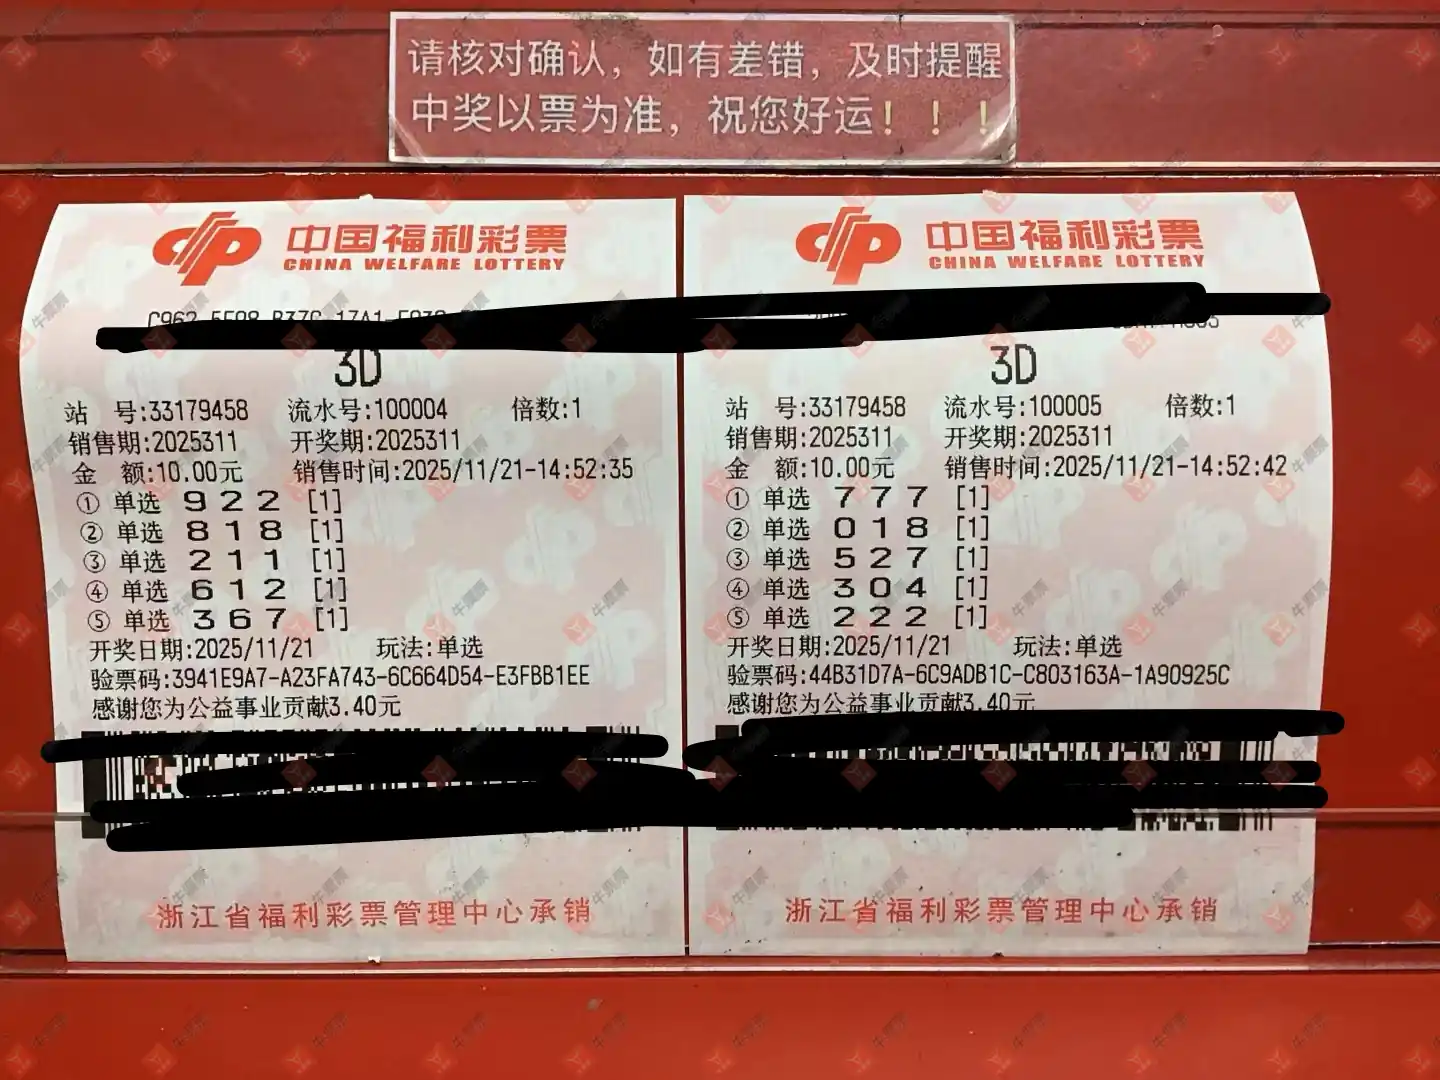 请核对确认，如有差错，及时提醒
中奖以票为准，祝您好运！！！
中国福利彩票
CHINA WELFARE LOTTERY
3D
站 号:33179458 流水号:100004 倍数:1
销售期:2025311 开奖期:2025311
金 额:10.00元 销售时间:2025/11/21-14:52:35
① 单选 9 2 2 [1]
② 单选 8 1 8 [1]
③ 单选 2 1 1 [1]
④ 单选 6 1 2 [1]
⑤ 单选 3 6 7 [1]
开奖日期:2025/11/21 玩法:单选
验票码:3941E9A7-A23FA743-6C664D54-E3FBB1EE
感谢您为公益事业贡献3.40元
浙江省福利彩票管理中心承销
中国福利彩票
CHINA WELFARE LOTTERY
3D
站 号:33179458 流水号:100005 倍数:1
销售期:2025311 开奖期:2025311
金 额:10.00元 销售时间:2025/11/21-14:52:42
① 单选 7 7 7 [1]
② 单选 0 1 8 [1]
③ 单选 5 2 7 [1]
④ 单选 3 0 4 [1]
⑤ 单选 2 2 2 [1]
开奖日期:2025/11/21 玩法:单选
验票码:44B31D7A-6C9ADB1C-C803163A-1A90925C
感谢您为公益事业贡献3.40元
浙江省福利彩票管理中心承销